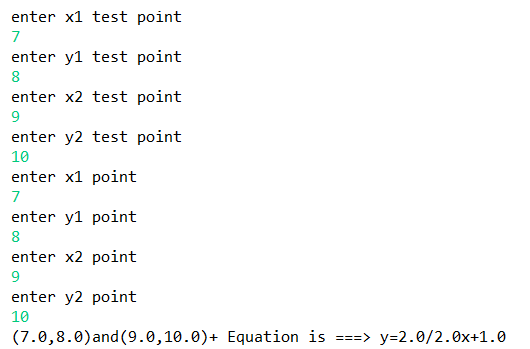 enter x1 test point
7
enter y1 test point
8
enter x2 test point
9
enter y2 test point
10
enter x1 point
7
enter y1 point
8
enter x2 point
9
enter y2 point
10
(7.0,8.0)and(9.0,10.0)+ Equation is ===> y=2.0/2.0x+1.0